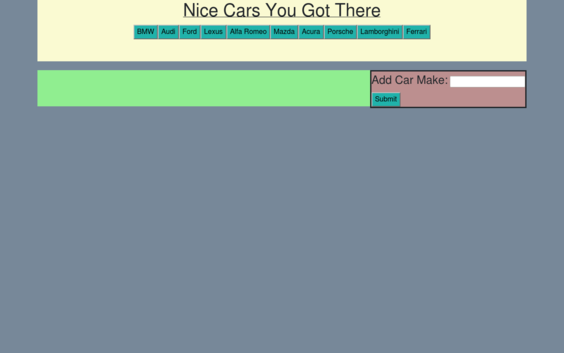 Nice Cars You Got There
BMW Audi Ford Lexus Alfa Romeo Mazda Acura Porsche Lamborghini Ferrari
Add Car Make:
Submit